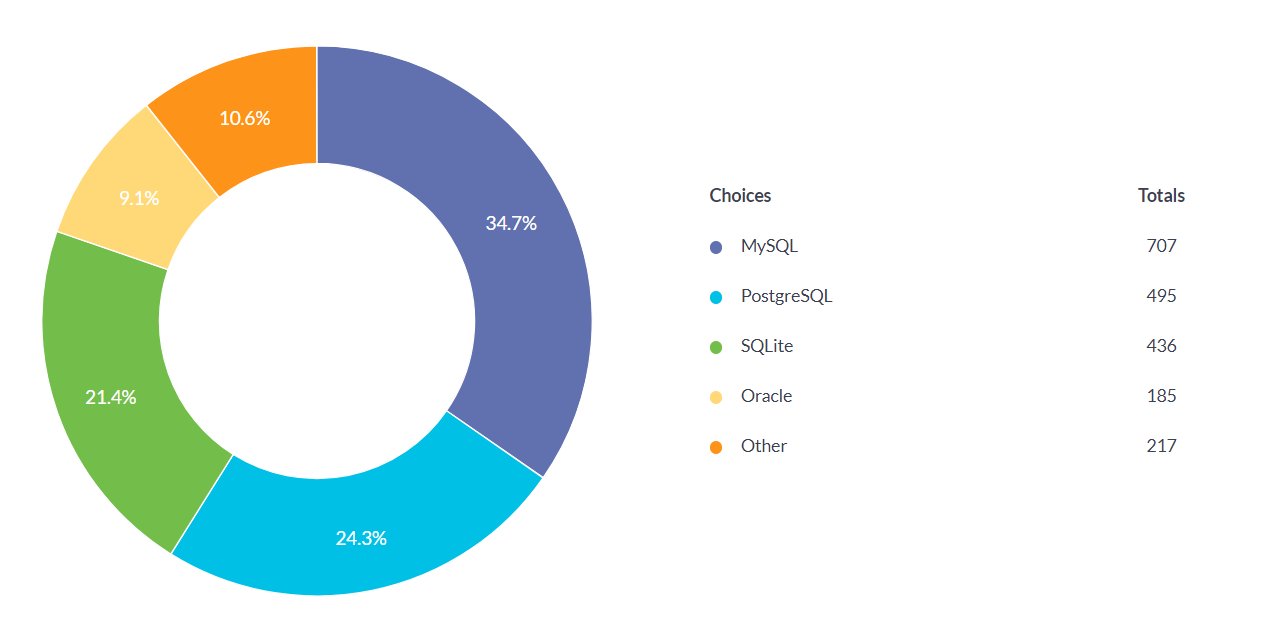 10.6%
9.1%
34.7%
21.4%
24.3%
Choices Totals
MySQL 707
PostgreSQL 495
SQLite 436
Oracle 185
Other 217